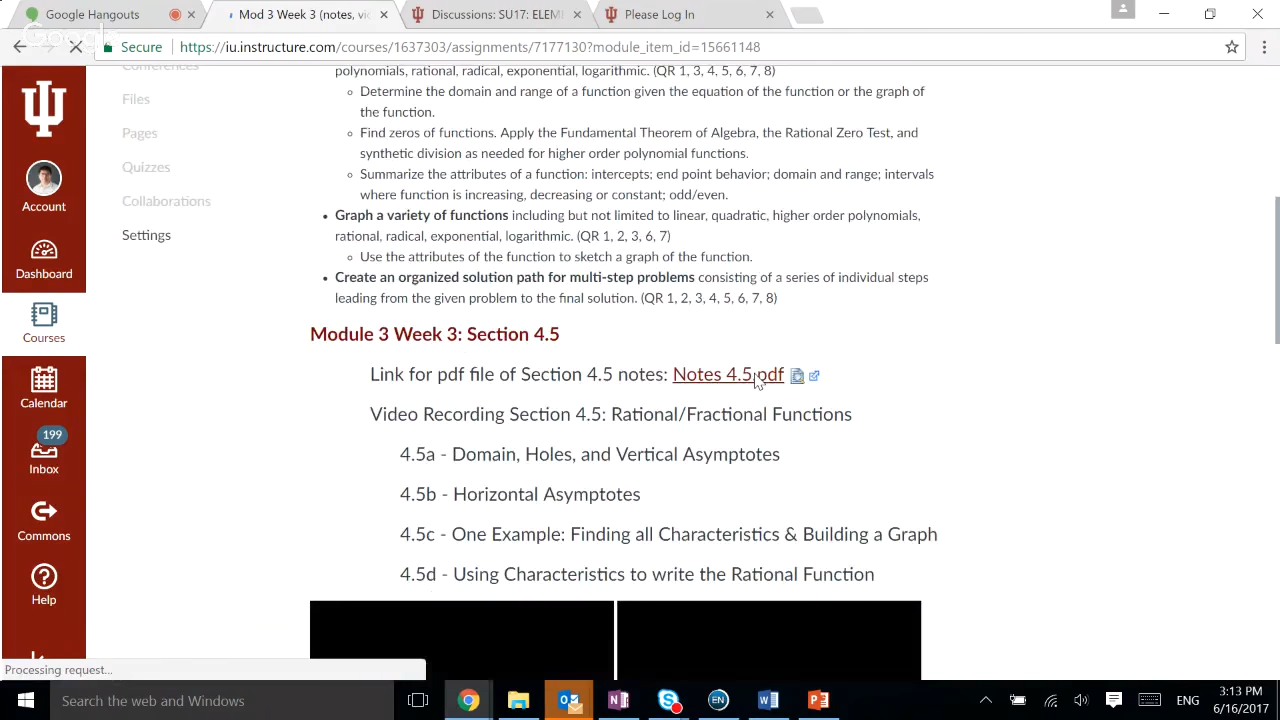 Google Hangouts
Mod 3 Week 3 (notes, vi
Discussions: SU17: ELEM
Please Log In
Google
Secure
https://iu.instructure.com/courses/1637303/assignments/7177130?module_item_id=15661148
Account
Dashboard
Courses
Calendar
199
Inbox
Commons
Help
Conferences
Files
Pages
Quizzes
Collaborations
Settings
polynomials, rational, radical, exponential, logarithmic. (QR 1, 3, 4, 5, 6, 7, 8)
Determine the domain and range of a function given the equation of the function or the graph of
the function.
Find zeros of functions. Apply the Fundamental Theorem of Algebra, the Rational Zero Test, and
synthetic division as needed for higher order polynomial functions.
Summarize the attributes of a function: intercepts; end point behavior; domain and range; intervals
where function is increasing, decreasing or constant; odd/even.
Graph a variety of functions including but not limited to linear, quadratic, higher order polynomials,
rational, radical, exponential, logarithmic. (QR 1, 2, 3, 6, 7)
Use the attributes of the function to sketch a graph of the function.
Create an organized solution path for multi-step problems consisting of a series of individual steps
leading from the given problem to the final solution. (QR 1, 2, 3, 4, 5, 6, 7, 8)
Module 3 Week 3: Section 4.5
Link for pdf file of Section 4.5 notes: Notes 4.5.pdf
Video Recording Section 4.5: Rational/Fractional Functions
4.5a - Domain, Holes, and Vertical Asymptotes
4.5b - Horizontal Asymptotes
4.5c - One Example: Finding all Characteristics & Building a Graph
4.5d - Using Characteristics to write the Rational Function
Processing request...
Search the web and Windows
EN
ENG
3:13 PM
6/16/2017